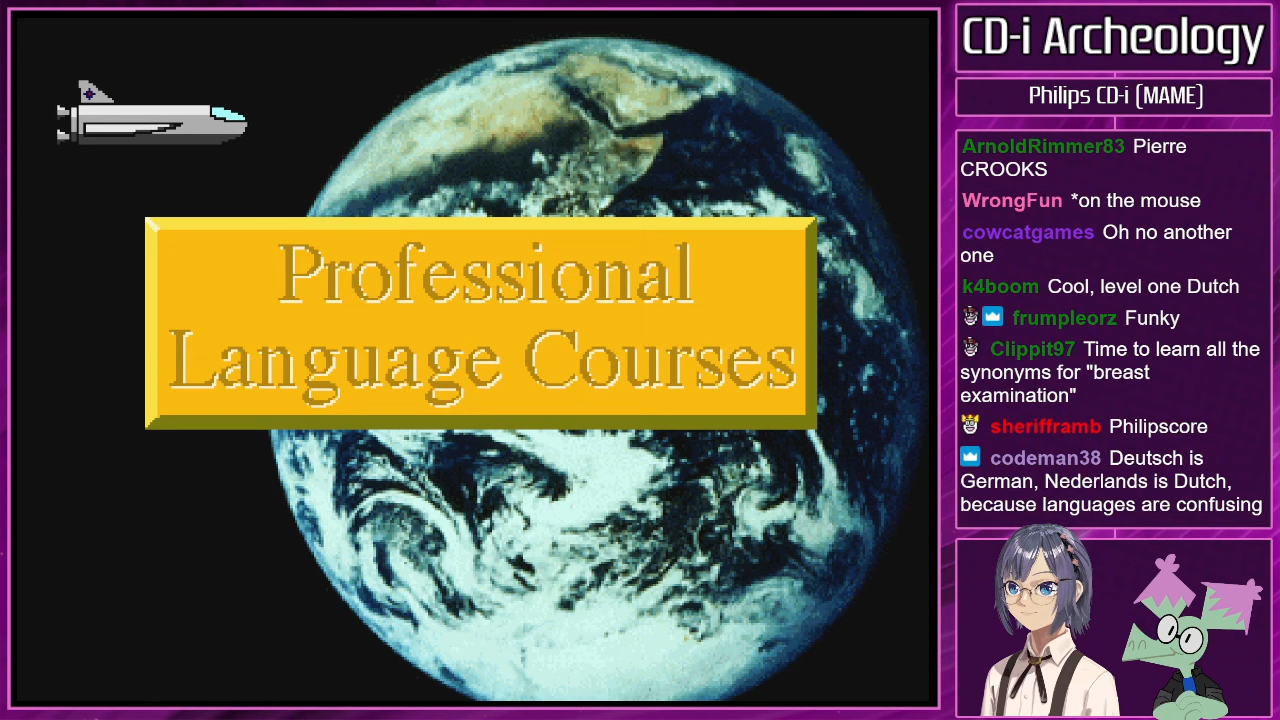 Professional
Language Courses
CD-i Archeology
Philips CD-i [MAME]
ArnoldRimmer83 Pierre
CROOKS
WrongFun *on the mouse
cowcatgames Oh no another
one
k4boom Cool, level one Dutch
frumpleorz Funky
Clippit97 Time to learn all the
synonyms for "breast
examination"
sheriffframb Philipscore
codeman38 Deutsch is
German, Nederlands is Dutch,
because languages are confusing